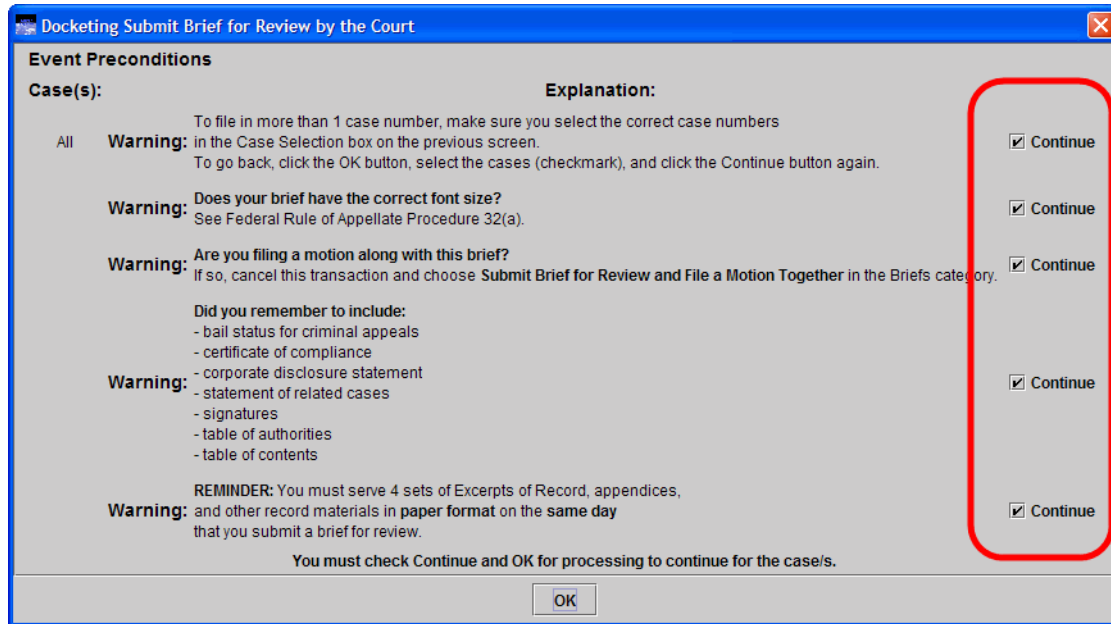 Docketing Submit Brief for Review by the Court
Event Preconditions
Case(s): Explanation:
To file in more than 1 case number, make sure you select the correct case numbers
All Warning: in the Case Selection box on the previous screen. Continue
To go back, click the OK button, select the cases (checkmark), and click the Continue button again.
Does your brief have the correct font size?
Warning: Continue
See Federal Rule of Appellate Procedure 32(a).
Are you filing a motion along with this brief?
Warning: Continue
If so, cancel this transaction and choose Submit Brief for Review and File a Motion Together in the Briefs category.
Did you remember to include:
- bail status for criminal appeals
- certificate of compliance
- corporate disclosure statement
Warning: Continue
- statement of related cases
- signatures
- table of authorities
- table of contents
REMINDER: You must serve 4 sets of Excerpts of Record, appendices,
Warning: and other record materials in paper format on the same day Continue
that you submit a brief for review.
You must check Continue and OK for processing to continue for the case/s.
OK